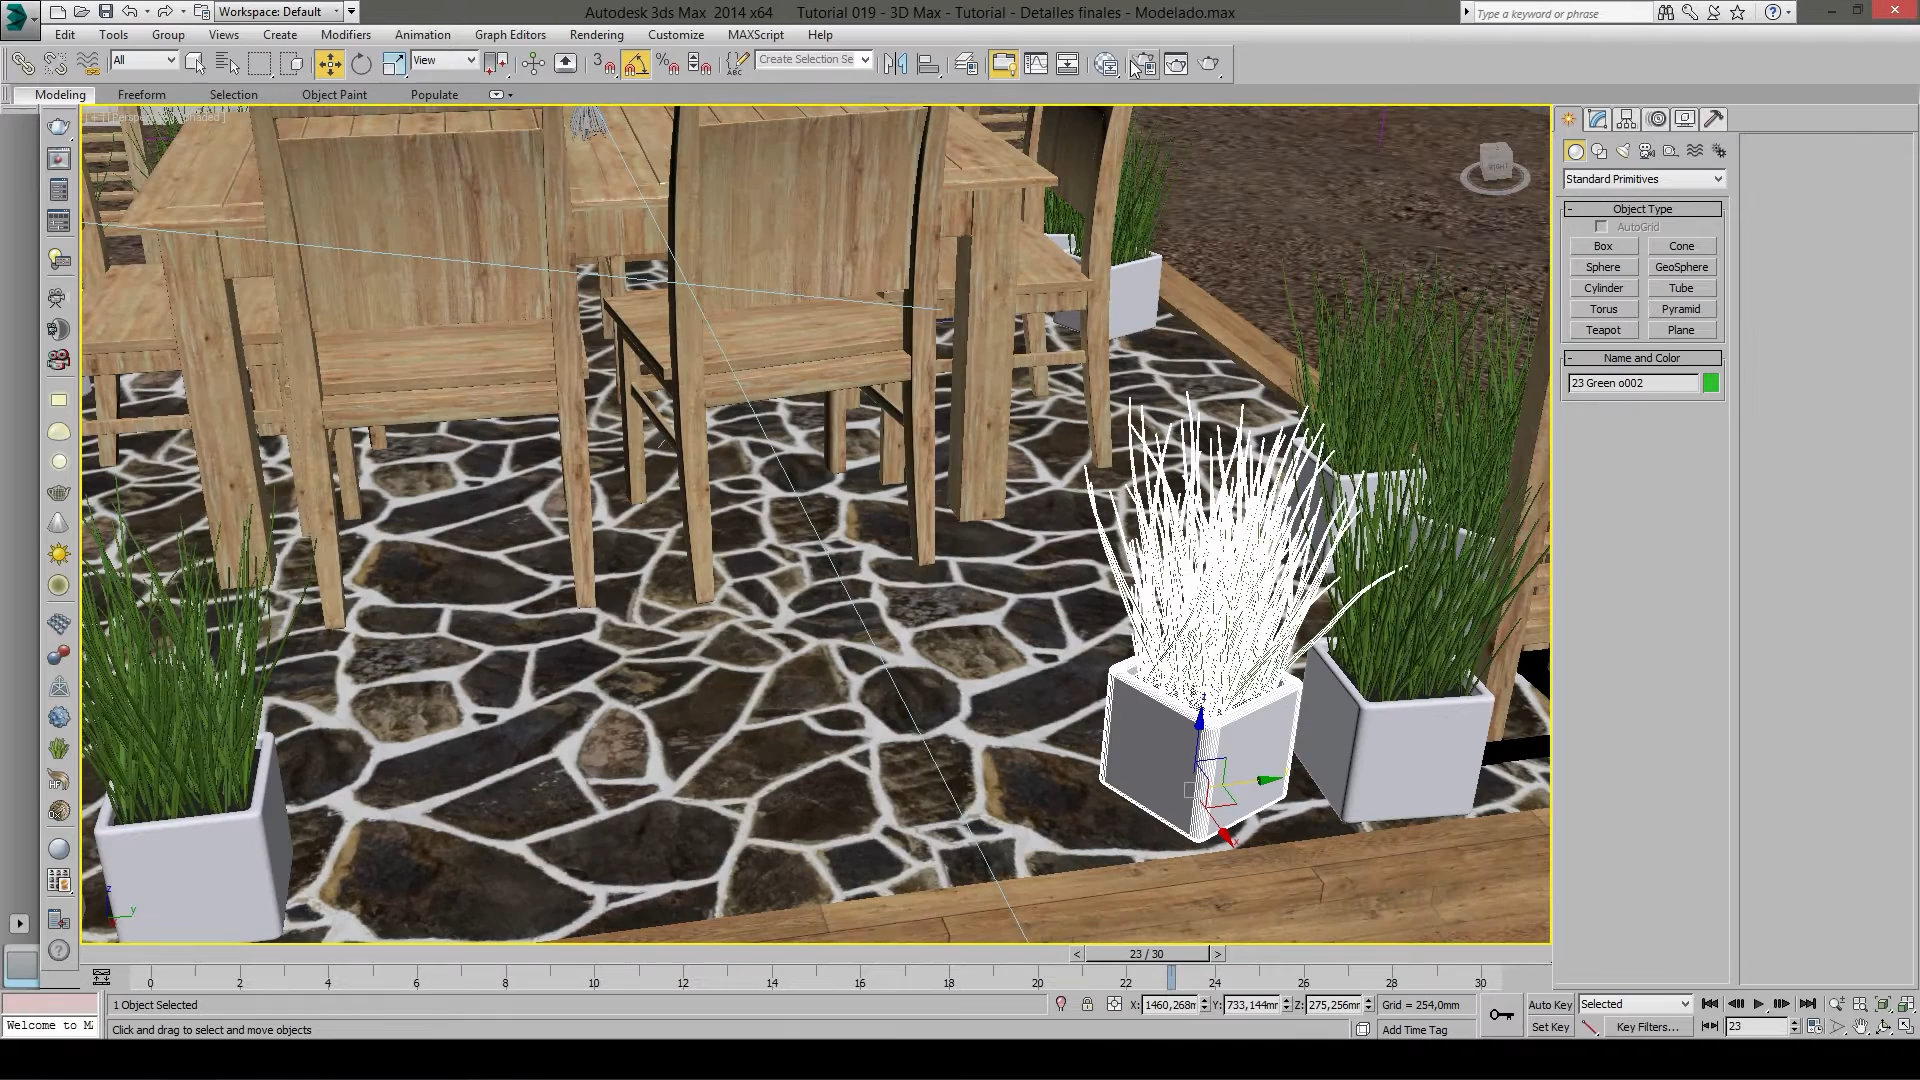 Workspace: Default
Autodesk 3ds Max 2014 x64 Tutorial 019 - 3D Max - Tutorial - Detalles finales - Modelado.max
Type a keyword or phrase
Edit Tools Group Views Create Modifiers Animation Graph Editors Rendering Customize MAXScript Help
All
View
3
ABC
Create Selection Se
Modeling Freeform Selection Object Paint Populate
RIGHT
Standard Primitives
Object Type
AutoGrid
Box Cone
Sphere GeoSphere
Cylinder Tube
Torus Pyramid
Teapot Plane
Name and Color
23 Green o002
z
x
z
y
< 23 / 30 >
0 2 4 6 8 10 12 14 16 18 20 22 24 26 28 30
1 Object Selected
X: 1460,268m Y: 733,144mm Z: 275,256mm Grid = 254,0mm
Auto Key Selected
Welcome to M
Click and drag to select and move objects
Add Time Tag
Set Key Key Filters... 23